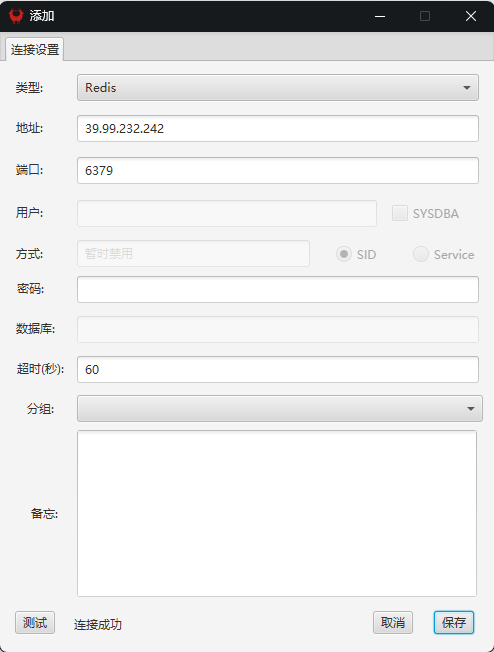 添加
连接设置
类型: Redis
地址: 39.99.232.242
端口: 6379
用户: SYSDBA
方式: 暂时禁用 SID Service
密码:
数据库:
超时(秒): 60
分组:
备忘:
测试 连接成功 取消 保存